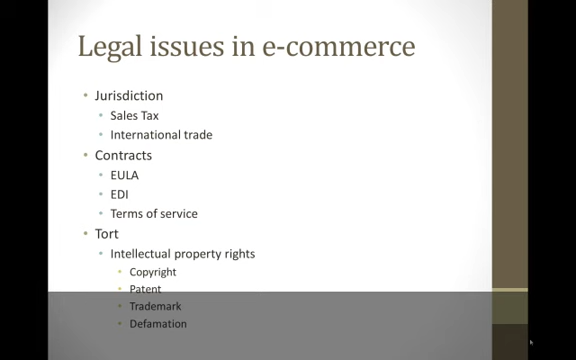 Legal issues in e-commerce
• Jurisdiction
• Sales Tax
• International trade
• Contracts
• EULA
• EDI
• Terms of service
• Tort
• Intellectual property rights
• Copyright
• Patent
• Trademark
• Defamation